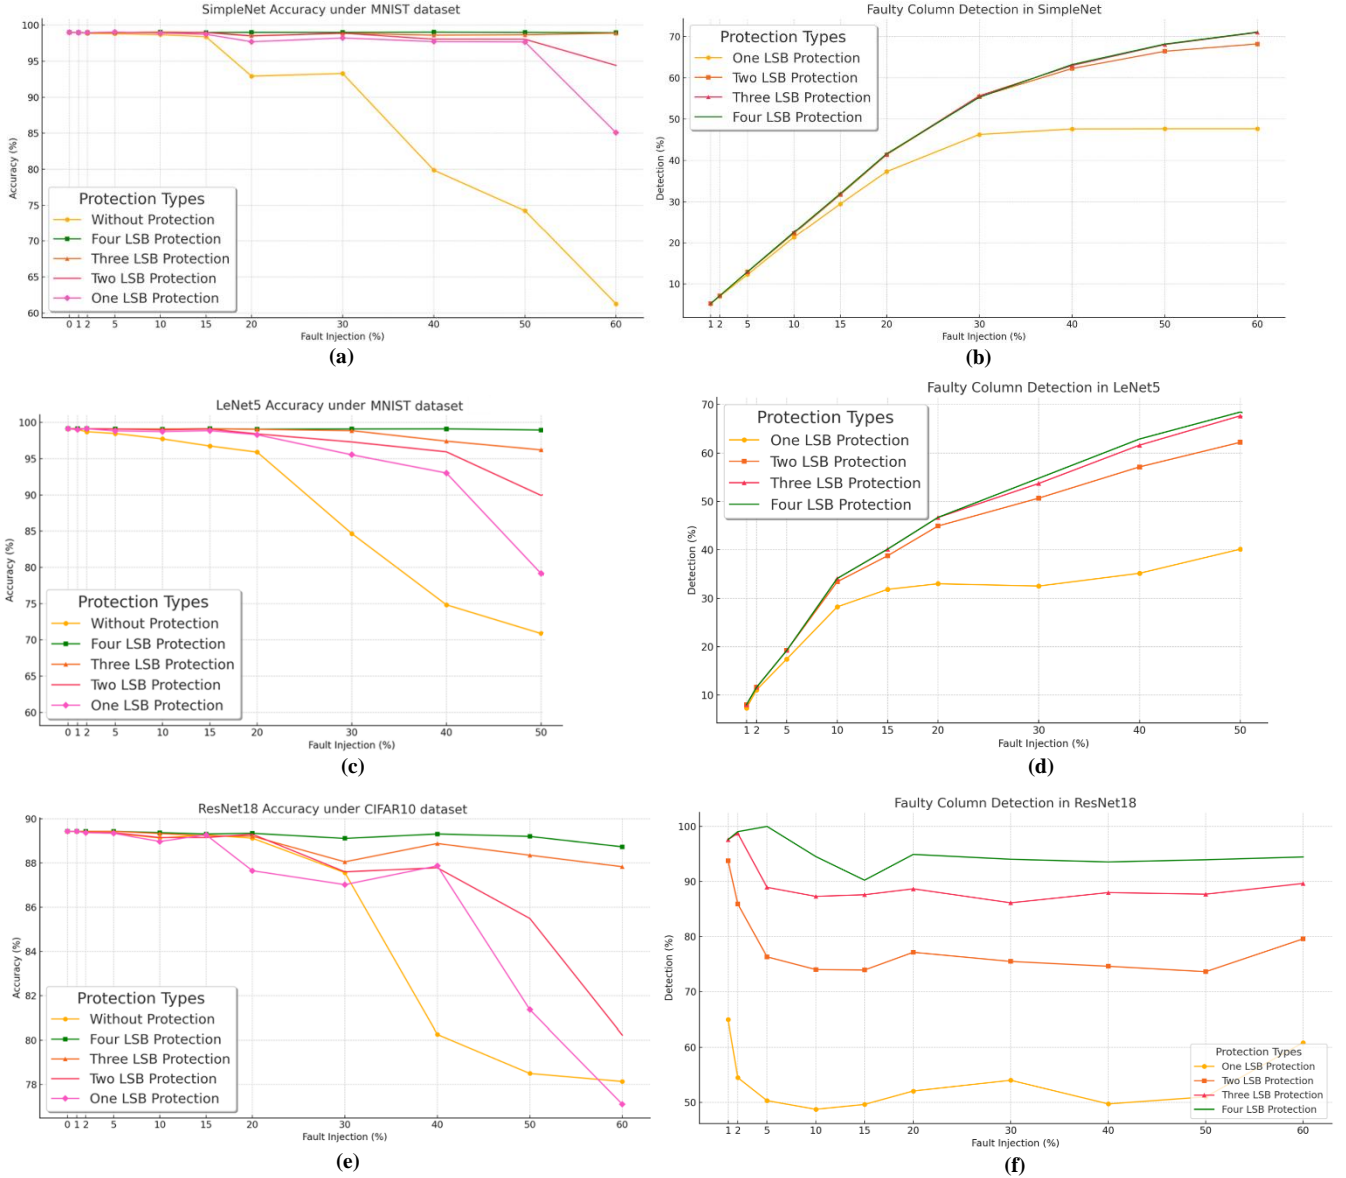 SimpleNet Accuracy under MNIST dataset
100
95
90
85
80
75
70
65
60
Accuracy (%)
Protection Types
Without Protection
Four LSB Protection
Three LSB Protection
Two LSB Protection
One LSB Protection
0 1 2 5 10 15 20 30 40 50 60
Fault Injection (%)
(a)
Faulty Column Detection in SimpleNet
70
60
50
40
30
20
10
Detection (%)
Protection Types
One LSB Protection
Two LSB Protection
Three LSB Protection
Four LSB Protection
1 2 5 10 15 20 30 40 50 60
Fault Injection (%)
(b)
LeNet5 Accuracy under MNIST dataset
100
95
90
85
80
75
70
65
60
Accuracy (%)
Protection Types
Without Protection
Four LSB Protection
Three LSB Protection
Two LSB Protection
One LSB Protection
0 1 2 5 10 15 20 30 40 50
Fault Injection (%)
(c)
Faulty Column Detection in LeNet5
70
60
50
40
30
20
10
Detection (%)
Protection Types
One LSB Protection
Two LSB Protection
Three LSB Protection
Four LSB Protection
1 2 5 10 15 20 30 40 50
Fault Injection (%)
(d)
ResNet18 Accuracy under CIFAR10 dataset
90
88
86
84
82
80
78
Accuracy (%)
Protection Types
Without Protection
Four LSB Protection
Three LSB Protection
Two LSB Protection
One LSB Protection
0 1 2 5 10 15 20 30 40 50 60
Fault Injection (%)
(e)
Faulty Column Detection in ResNet18
100
90
80
70
60
50
Detection (%)
Protection Types
One LSB Protection
Two LSB Protection
Three LSB Protection
Four LSB Protection
1 2 5 10 15 20 30 40 50 60
Fault Injection (%)
(f)